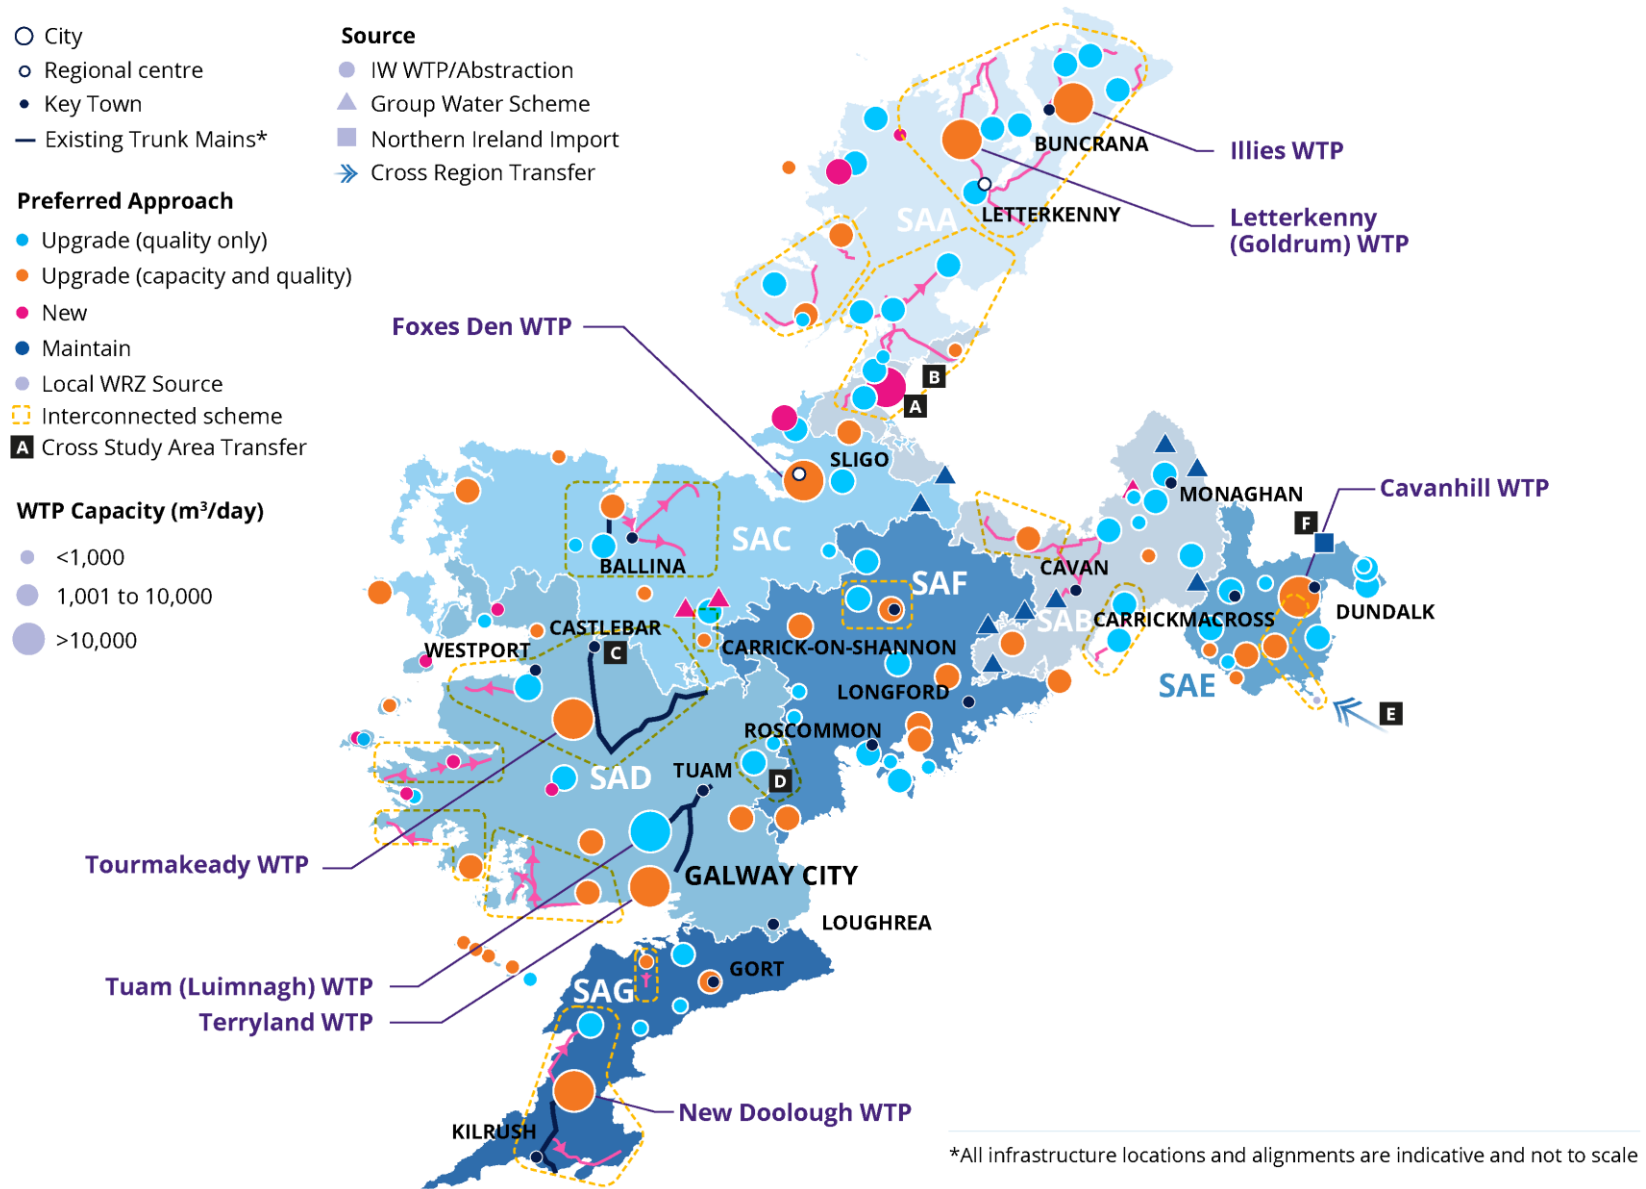 City
Regional centre
Key Town
Existing Trunk Mains*
Source
IW WTP/Abstraction
Group Water Scheme
Northern Ireland Import
Cross Region Transfer
Preferred Approach
Upgrade (quality only)
Upgrade (capacity and quality)
New
Maintain
Local WRZ Source
Interconnected scheme
A Cross Study Area Transfer
WTP Capacity (m³/day)
<1,000
1,001 to 10,000
>10,000
BUNCRANA
Illies WTP
LETTERKENNY
SAA
Letterkenny
(Goldrum) WTP
Foxes Den WTP
B
A
SLIGO
MONAGHAN
Cavanhill WTP
F
SAC
BALLINA
CAVAN
SAF
DUNDALK
SAB
CARRICKMACROSS
CASTLEBAR
WESTPORT
C
CARRICK-ON-SHANNON
LONGFORD
SAE
E
ROSCOMMON
SAD
TUAM
D
Tourmakeady WTP
GALWAY CITY
LOUGHREA
GORT
Tuam (Luimnagh) WTP
SAG
Terryland WTP
New Doolough WTP
KILRUSH
*All infrastructure locations and alignments are indicative and not to scale